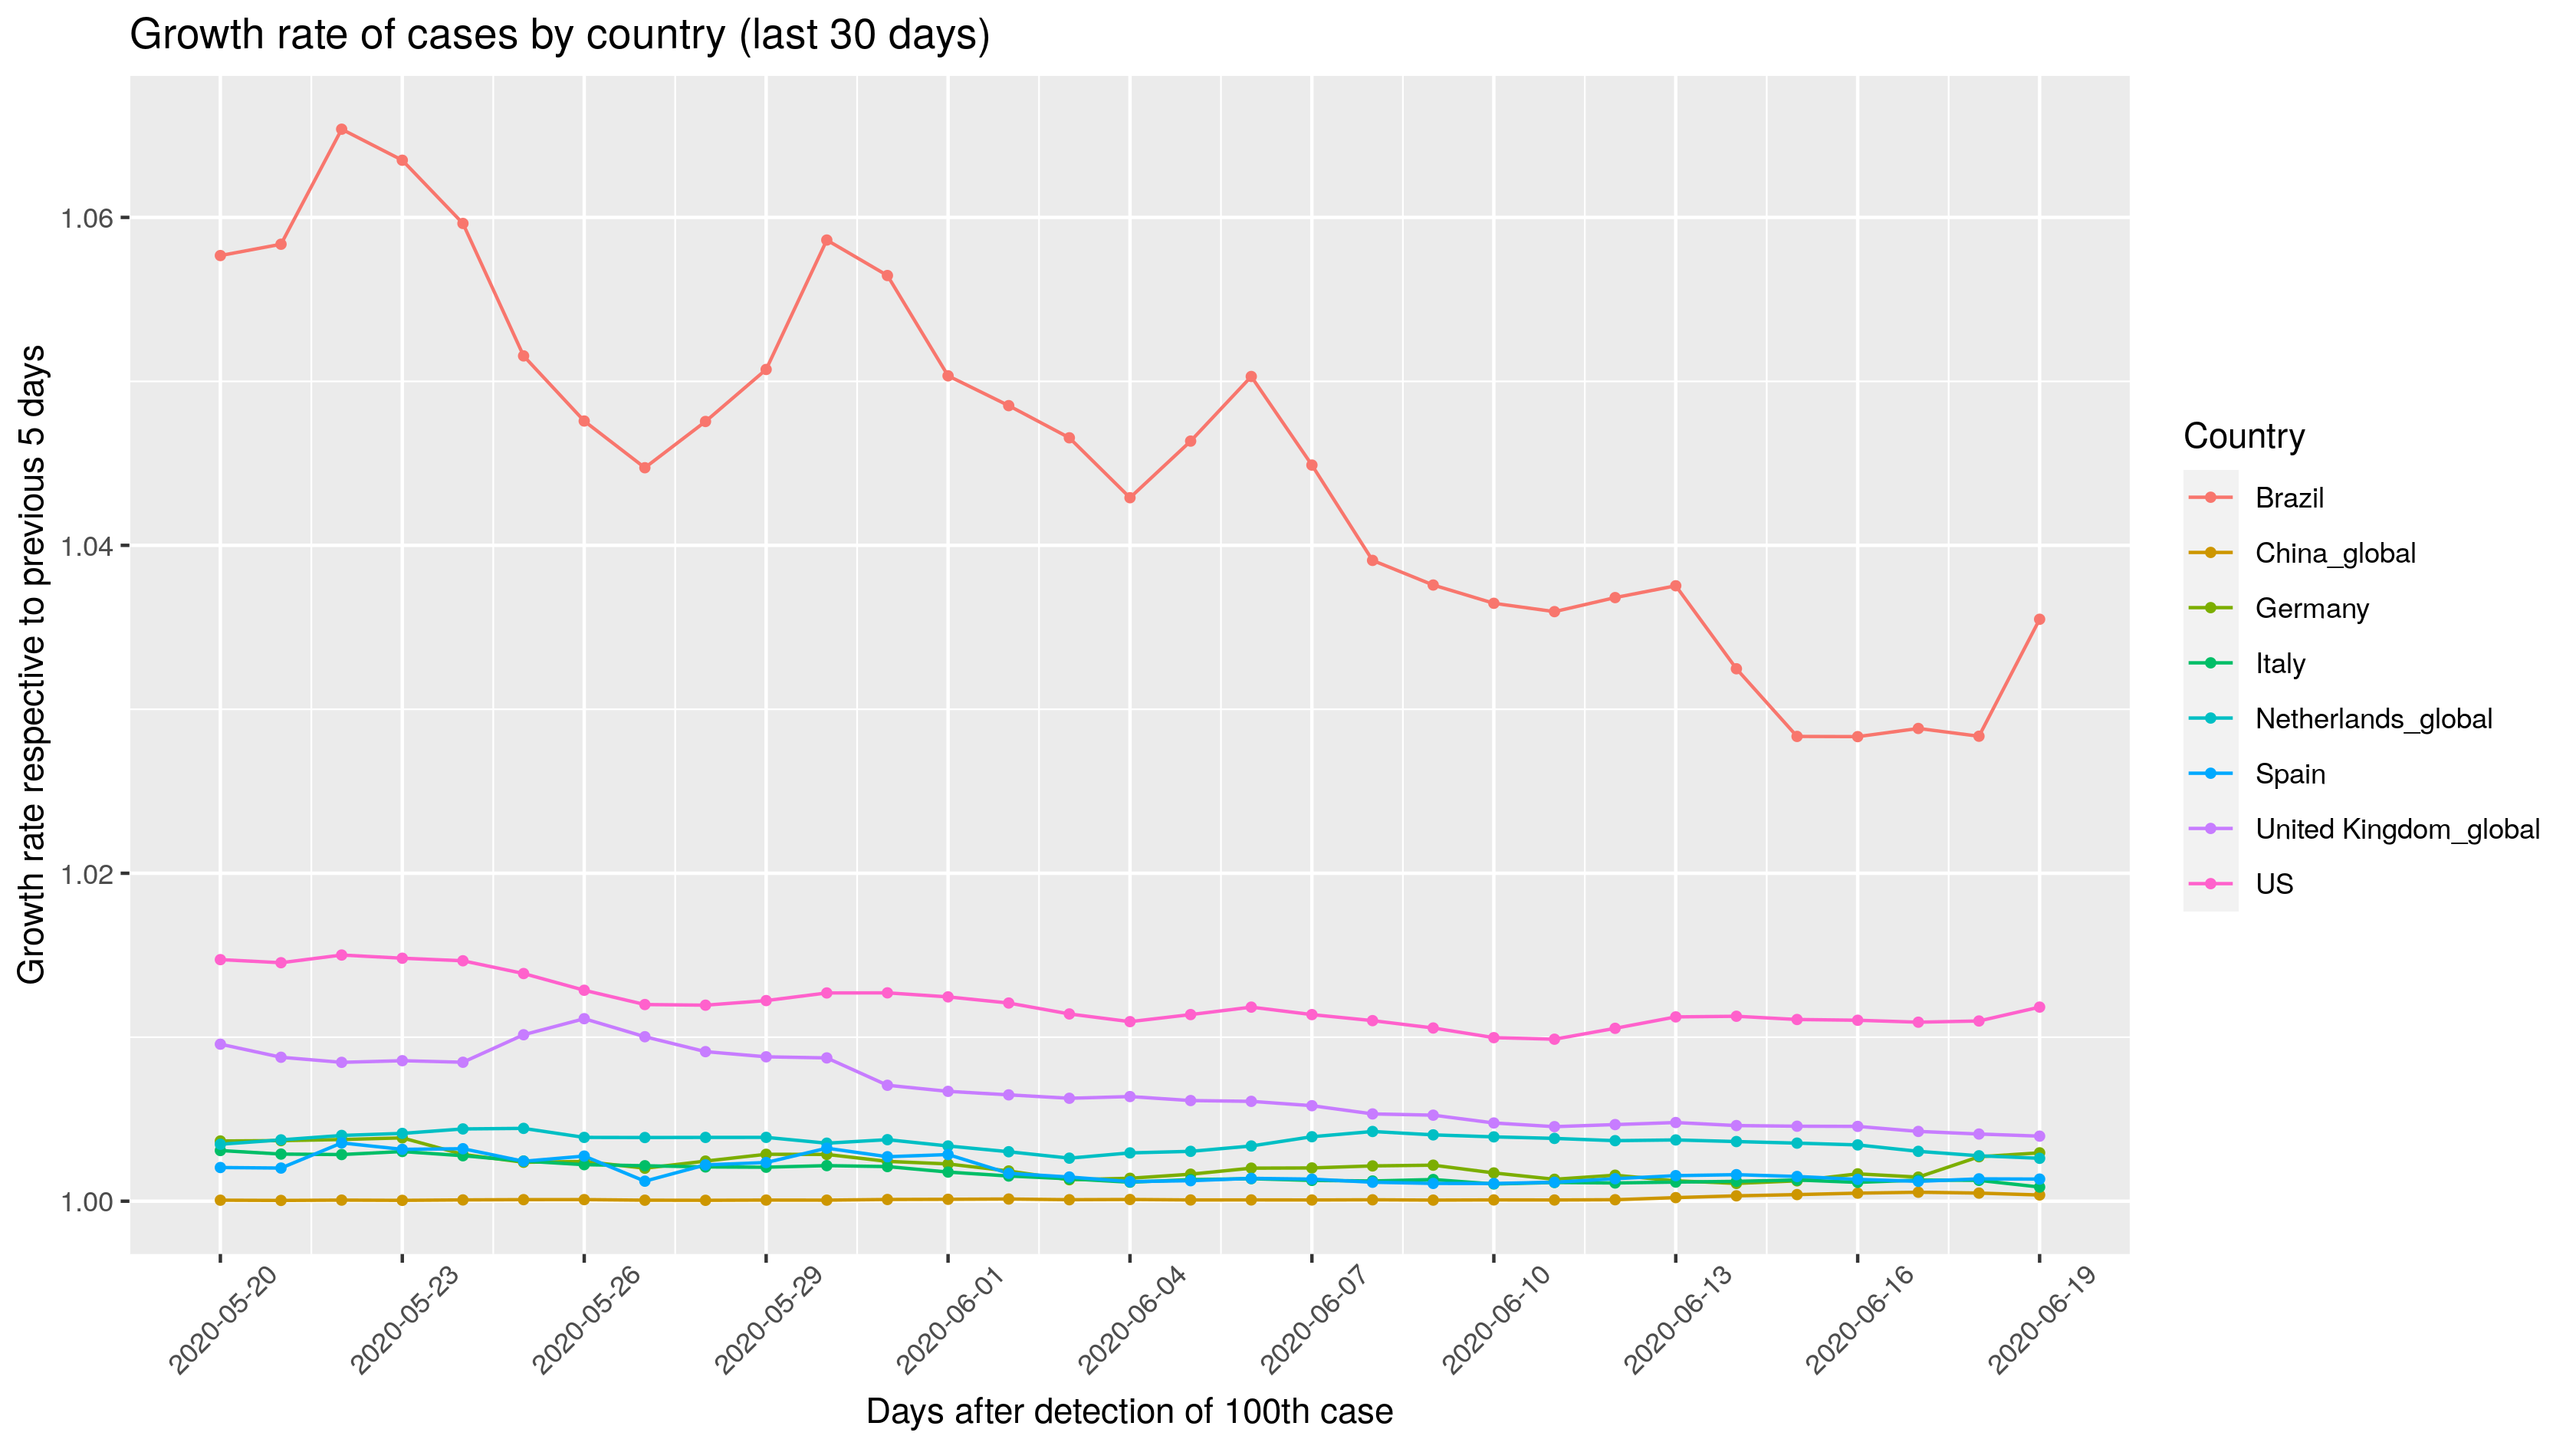 Growth rate of cases by country (last 30 days)
Growth rate respective to previous 5 days
1.06
1.04
1.02
1.00
2020-05-20
2020-05-23
2020-05-26
2020-05-29
2020-06-01
2020-06-04
2020-06-07
2020-06-10
2020-06-13
2020-06-16
2020-06-19
Days after detection of 100th case
Country
Brazil
China_global
Germany
Italy
Netherlands_global
Spain
United Kingdom_global
US